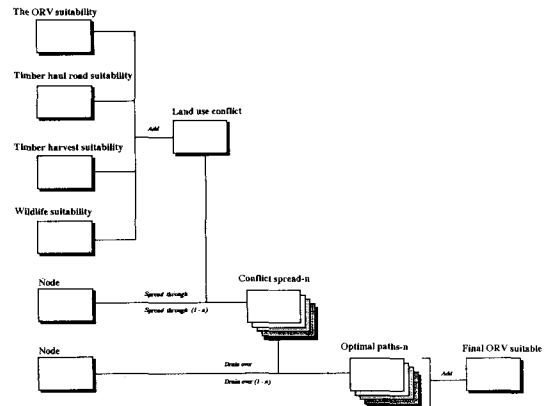 The ORV suitability
Timber haul road suitability
Land use conflict
Add
Timber harvest suitability
Wildlife suitability
Node
Spread through
Spread through (1 - n)
Conflict spread-n
Node
Drain over
Drain over (1 - n)
Optimal paths-n
Add
Final ORV suitable